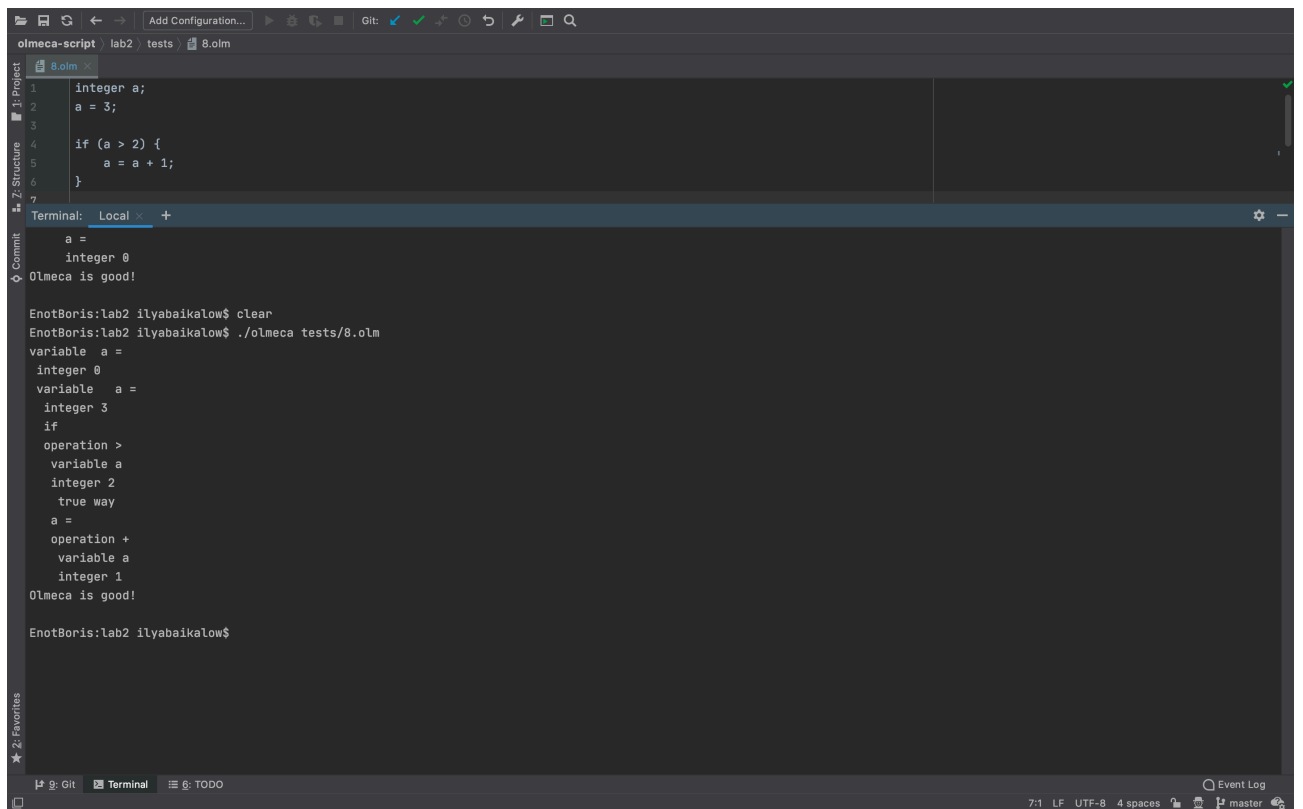 Add Configuration... Git:
olmeca-script lab2 tests 8.olm
8.olm
1: Project
1 integer a;
2 a = 3;
3
4 if (a > 2) {
5     a = a + 1;
6 }
7
Z: Structure
Terminal: Local +
Commit
     a =
     integer 0
Olmeca is good!
EnotBoris:lab2 ilyabaikalow$ clear
EnotBoris:lab2 ilyabaikalow$ ./olmeca tests/8.olm
variable  a =
 integer 0
 variable   a =
  integer 3
  if
  operation >
   variable a
   integer 2
    true way
   a =
   operation +
    variable a
    integer 1
Olmeca is good!
EnotBoris:lab2 ilyabaikalow$
2: Favorites
9: Git Terminal 6: TODO Event Log
7:1 LF UTF-8 4 spaces master